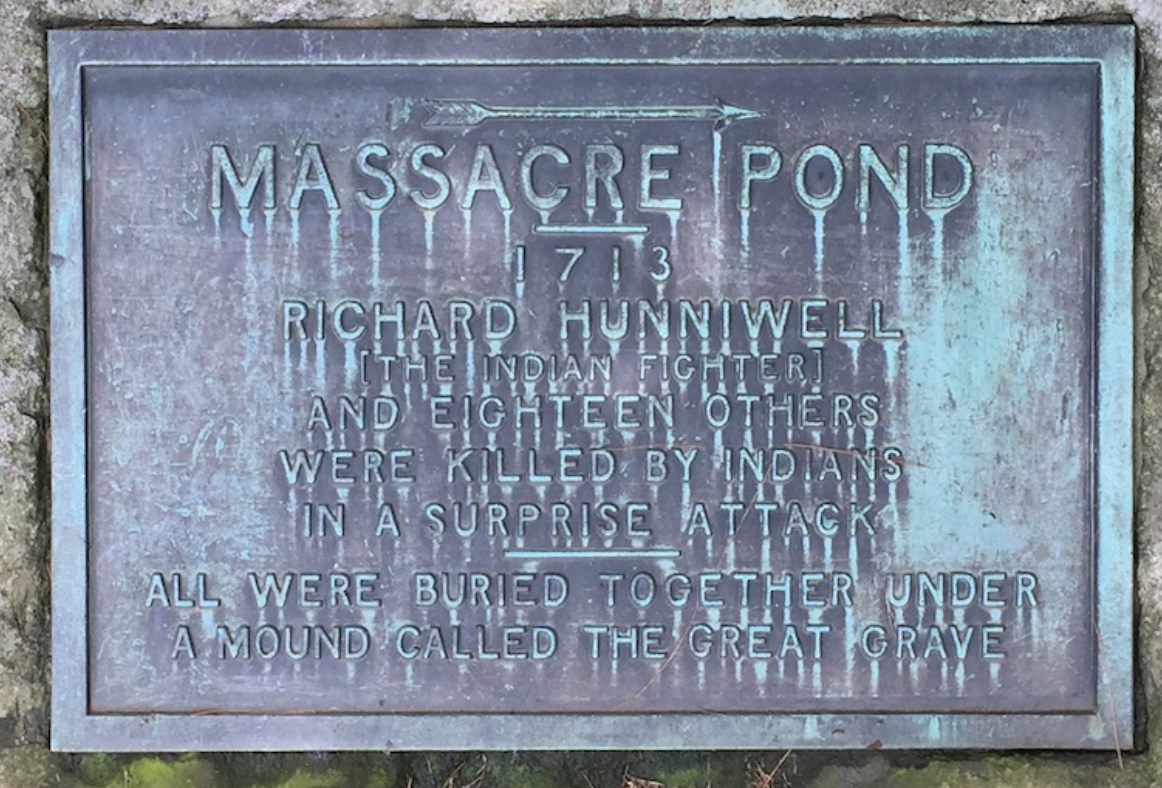 MASSACRE POND
1713
RICHARD HUNNIWELL
[THE INDIAN FIGHTER]
AND EIGHTEEN OTHERS
WERE KILLED BY INDIANS
IN A SURPRISE ATTACK
ALL WERE BURIED TOGETHER UNDER
A MOUND CALLED THE GREAT GRAVE